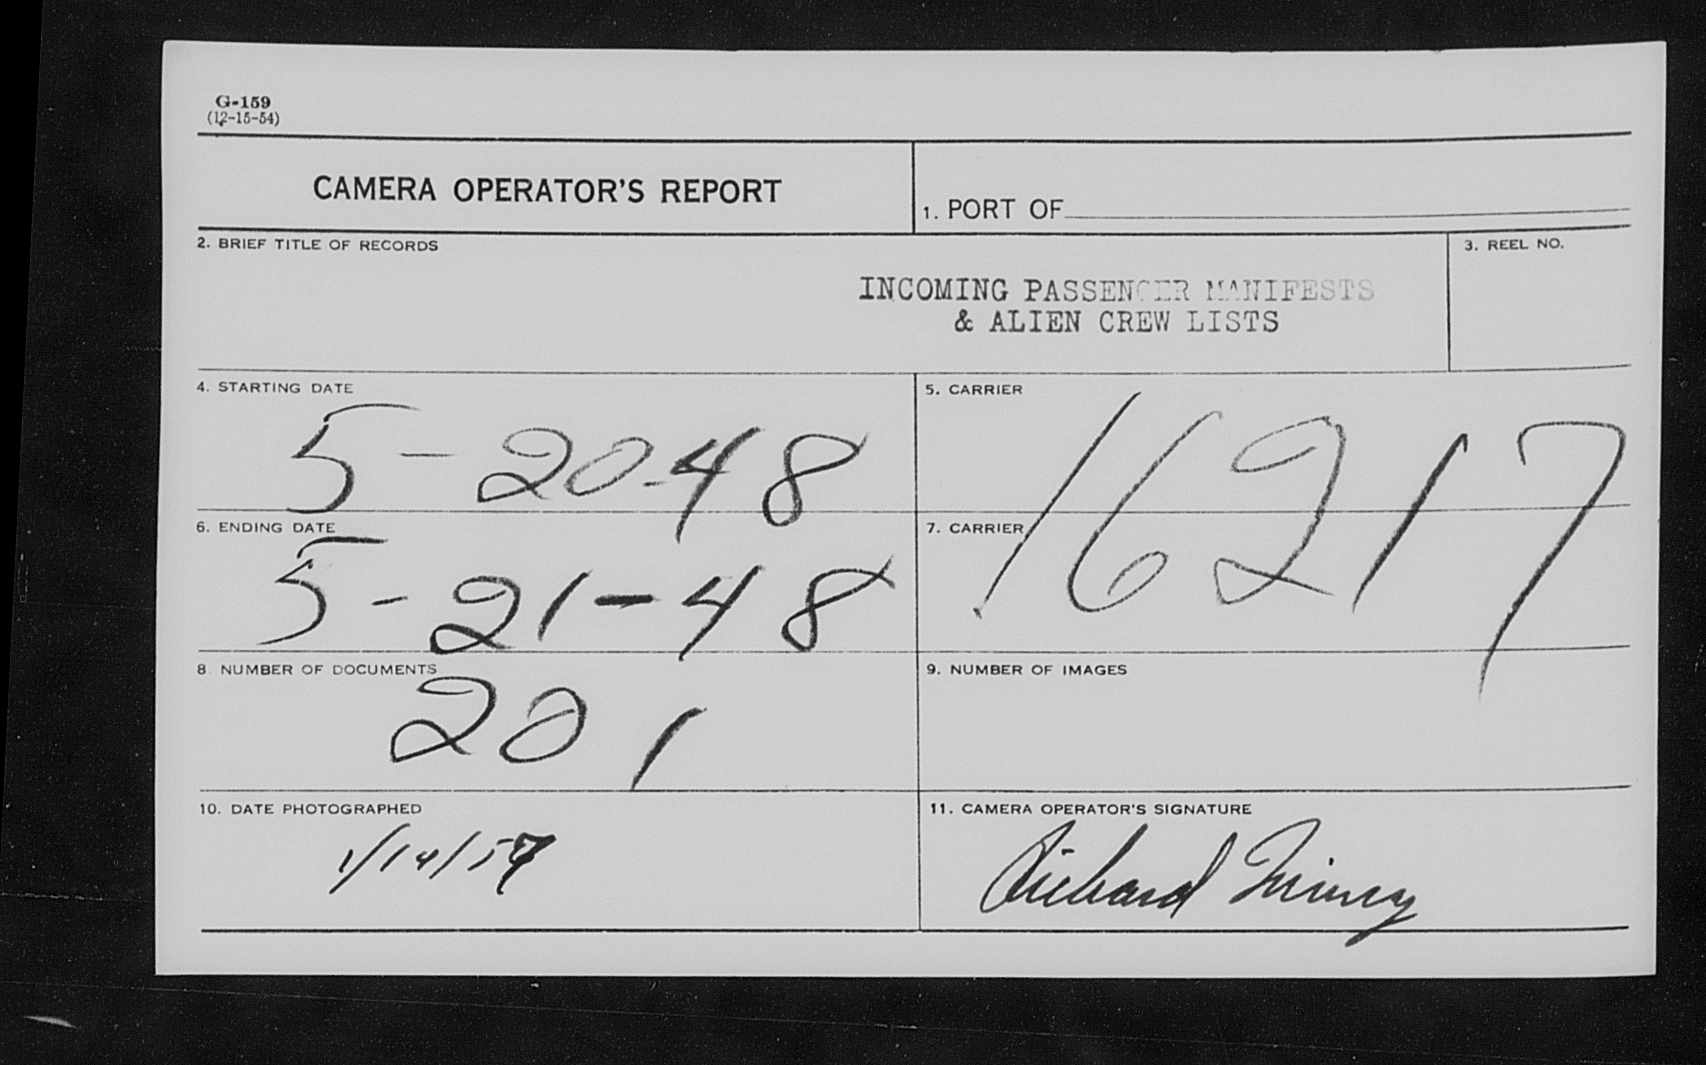 G-159
(12-15-54)
CAMERA OPERATOR'S REPORT
1. PORT OF
2. BRIEF TITLE OF RECORDS
3. REEL NO.
INCOMING PASSENGER MANIFESTS
& ALIEN CREW LISTS
4. STARTING DATE
5-20-48
5. CARRIER
16217
6. ENDING DATE
5-21-48
7. CARRIER
8 NUMBER OF DOCUMENTS
201
9. NUMBER OF IMAGES
10. DATE PHOTOGRAPHED
1/14/57
11. CAMERA OPERATOR'S SIGNATURE
Richard